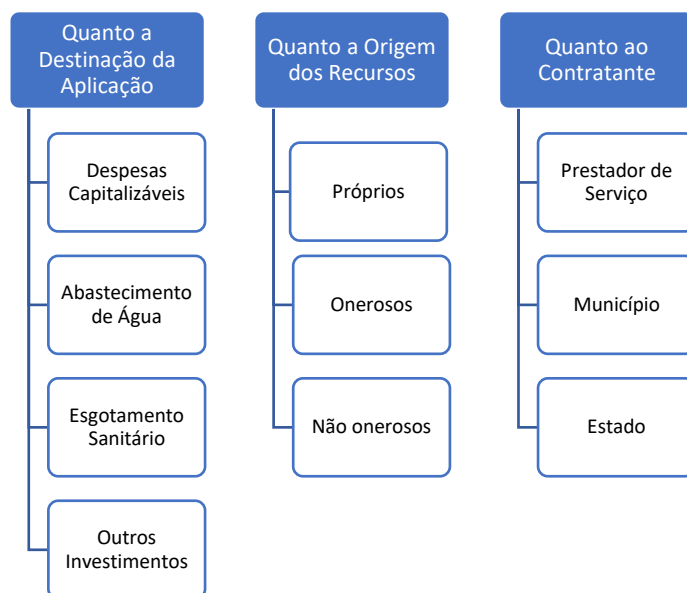 Quanto a
Destinação da
Aplicação
Despesas
Capitalizáveis
Abastecimento
de Água
Esgotamento
Sanitário
Outros
Investimentos
Quanto a Origem
dos Recursos
Próprios
Onerosos
Não onerosos
Quanto ao
Contratante
Prestador de
Serviço
Município
Estado